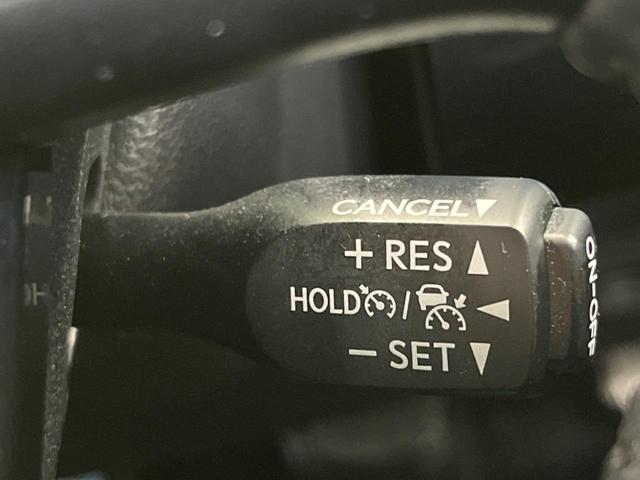 CANCEL▼
+ RES ▲
HOLD / ◄
− SET ▼
ON-OFF